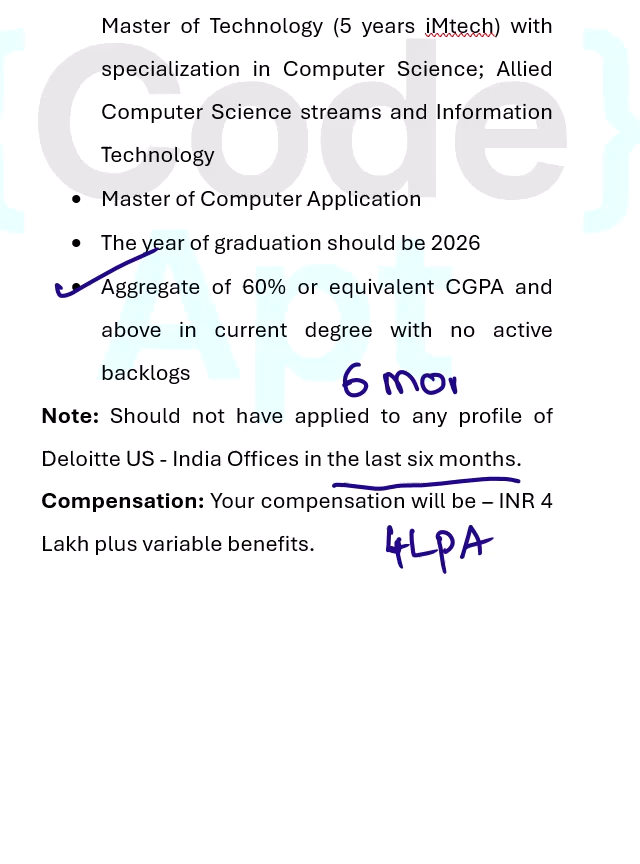 Master of Technology (5 years iMtech) with
specialization in Computer Science; Allied
Computer Science streams and Information
Technology
• Master of Computer Application
• The year of graduation should be 2026
• Aggregate of 60% or equivalent CGPA and
above in current degree with no active
backlogs
6 mon
Note: Should not have applied to any profile of
Deloitte US - India Offices in the last six months.
Compensation: Your compensation will be – INR 4
Lakh plus variable benefits.
4LPA
{Code}
Apt